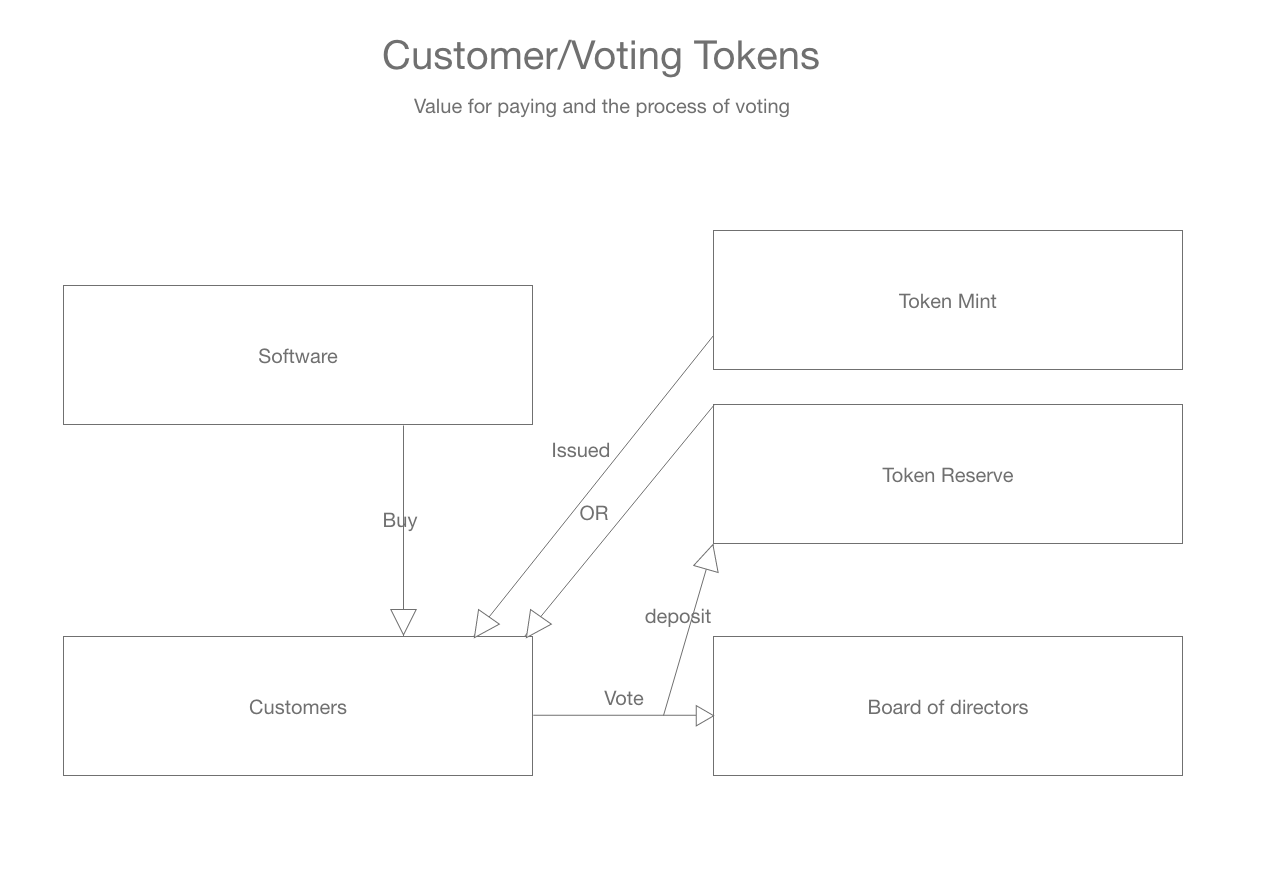 Customer/Voting Tokens
Value for paying and the process of voting
Token Mint
Software
Issued
Token Reserve
OR
Buy
deposit
Vote
Customers
Board of directors